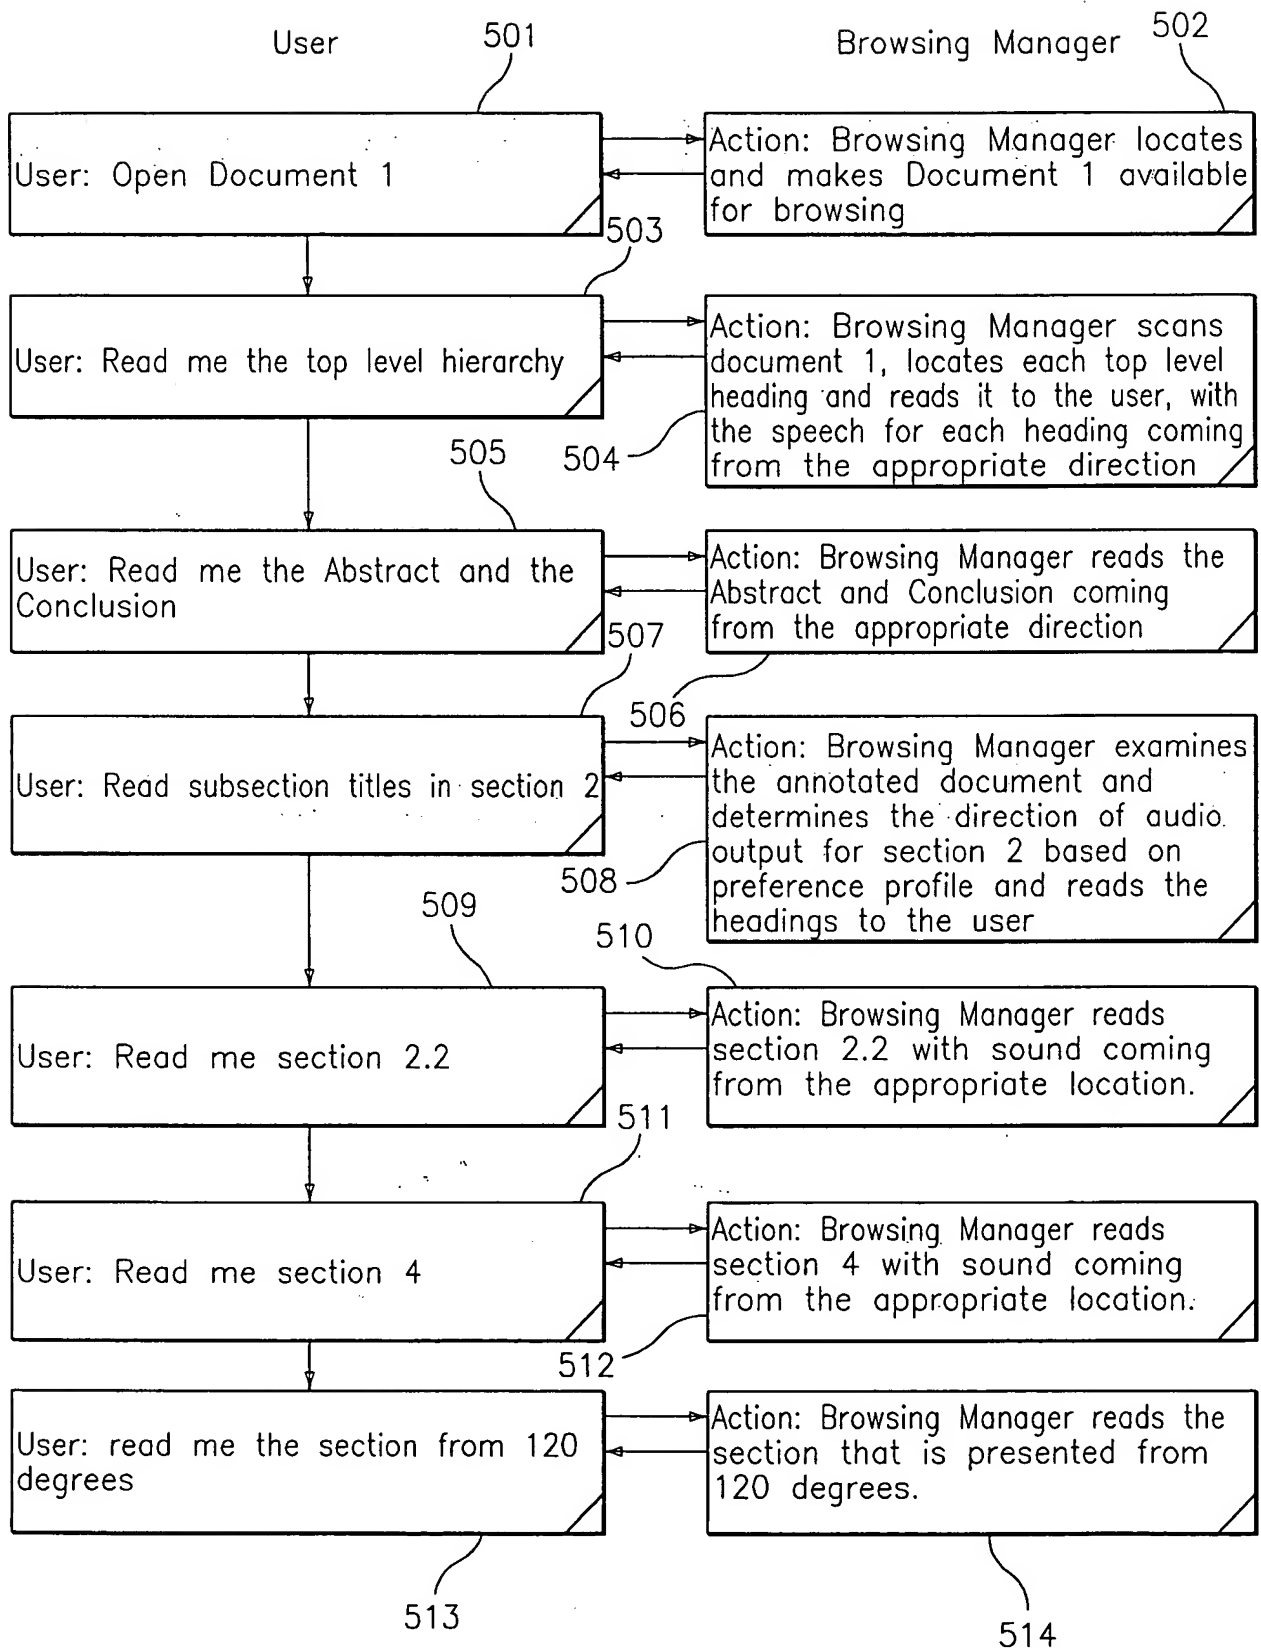 User
501
Browsing Manager
502
User: Open Document 1
Action: Browsing Manager locates
and makes Document 1 available
for browsing
503
User: Read me the top level hierarchy
Action: Browsing Manager scans
document 1, locates each top level
heading and reads it to the user, with
the speech for each heading coming
from the appropriate direction
504
505
User: Read me the Abstract and the
Conclusion
Action: Browsing Manager reads the
Abstract and Conclusion coming
from the appropriate direction
506
507
User: Read subsection titles in section 2
Action: Browsing Manager examines
the annotated document and
determines the direction of audio
output for section 2 based on
preference profile and reads the
headings to the user
508
509
510
User: Read me section 2.2
Action: Browsing Manager reads
section 2.2 with sound coming
from the appropriate location.
511
User: Read me section 4
Action: Browsing Manager reads
section 4 with sound coming
from the appropriate location.
512
User: read me the section from 120
degrees
Action: Browsing Manager reads the
section that is presented from
120 degrees.
513
514